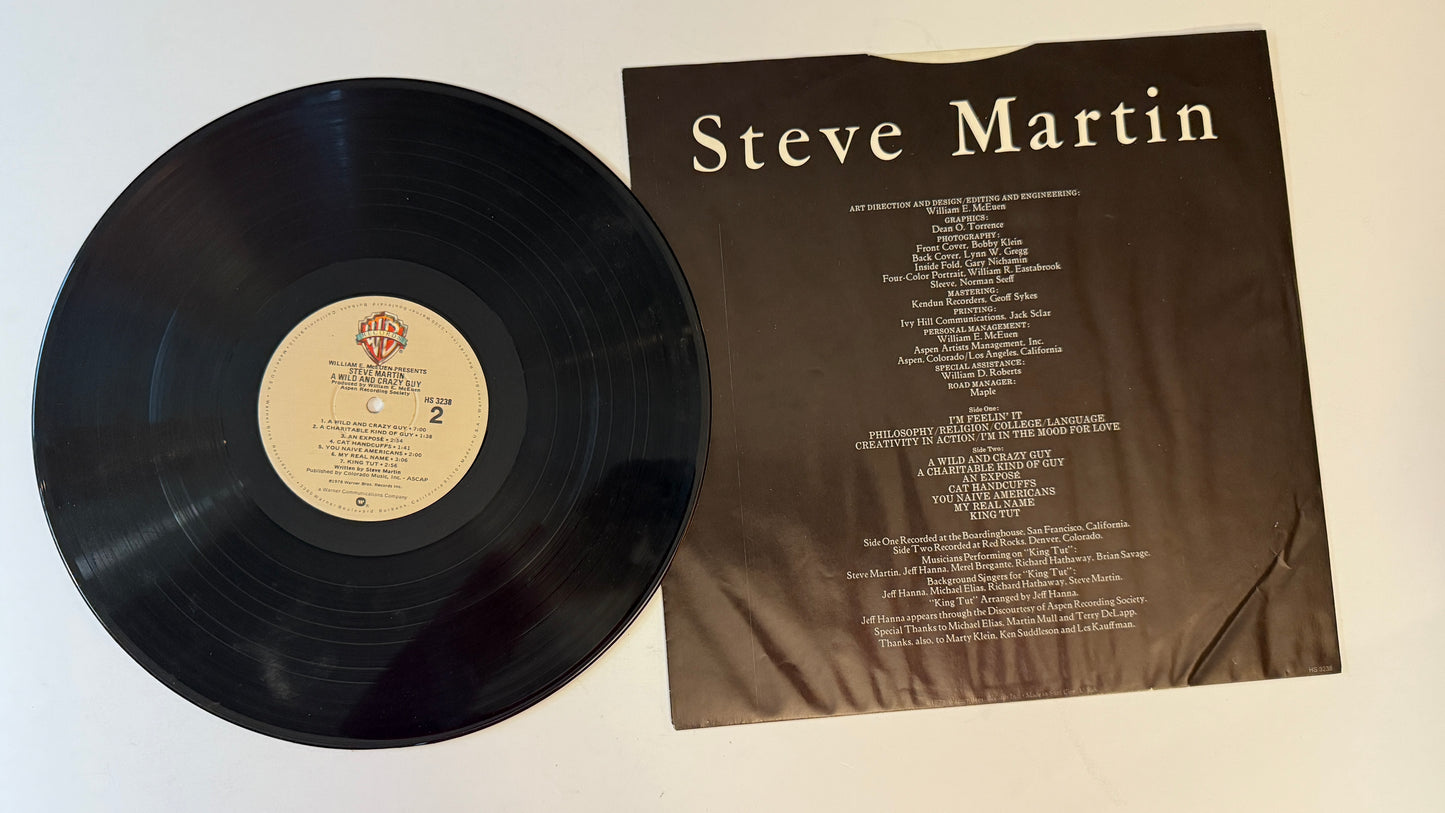 RECORDS
WILLIAM E. McEUEN PRESENTS
STEVE MARTIN
A WILD AND CRAZY GUY
Produced by William E. McEuen
Aspen Recording Society
HS 3238
2
1. A WILD AND CRAZY GUY • 7:00
2. A CHARITABLE KIND OF GUY • 1:38
3. AN EXPOSÉ • 2:54
4. CAT HANDCUFFS • 1:41
5. YOU NAIVE AMERICANS • 2:00
6. MY REAL NAME • 3:06
7. KING TUT • 2:56
Written by Steve Martin
Published by Colorado Music, Inc. - ASCAP
℗1978 Warner Bros. Records Inc.
a Warner Communications Company
Steve Martin
ART DIRECTION AND DESIGN/EDITING AND ENGINEERING:
William E. McEuen
GRAPHICS:
Dean O. Torrence
PHOTOGRAPHY:
Front Cover, Bobby Klein
Back Cover, Lynn W. Gregg
Inside Fold, Gary Nichamin
Four-Color Portrait, William R. Eastabrook
Sleeve, Norman Seeff
MASTERING:
Kendun Recorders, Geoff Sykes
PRINTING:
Ivy Hill Communications, Jack Sclar
PERSONAL MANAGEMENT:
William E. McEuen
Aspen Artists Management, Inc.
Aspen, Colorado/Los Angeles, California
SPECIAL ASSISTANCE:
William D. Roberts
ROAD MANAGER:
Maple
Side One:
I'M FEELIN' IT
PHILOSOPHY/RELIGION/COLLEGE/LANGUAGE
CREATIVITY IN ACTION/I'M IN THE MOOD FOR LOVE
Side Two:
A WILD AND CRAZY GUY
A CHARITABLE KIND OF GUY
AN EXPOSÉ
CAT HANDCUFFS
YOU NAIVE AMERICANS
MY REAL NAME
KING TUT
Side One Recorded at the Boardinghouse, San Francisco, California.
Side Two Recorded at Red Rocks, Denver, Colorado.
Musicians Performing on "King Tut":
Steve Martin, Jeff Hanna, Merel Bregante, Richard Hathaway, Brian Savage.
Background Singers for "King Tut":
Jeff Hanna, Michael Elias, Richard Hathaway, Steve Martin.
"King Tut" Arranged by Jeff Hanna.
Jeff Hanna appears through the Discourtesy of Aspen Recording Society.
Special Thanks to Michael Elias, Martin Mull and Terry DeLapp.
Thanks, also, to Marty Klein, Ken Suddleson and Les Kauffman.
HS 3238